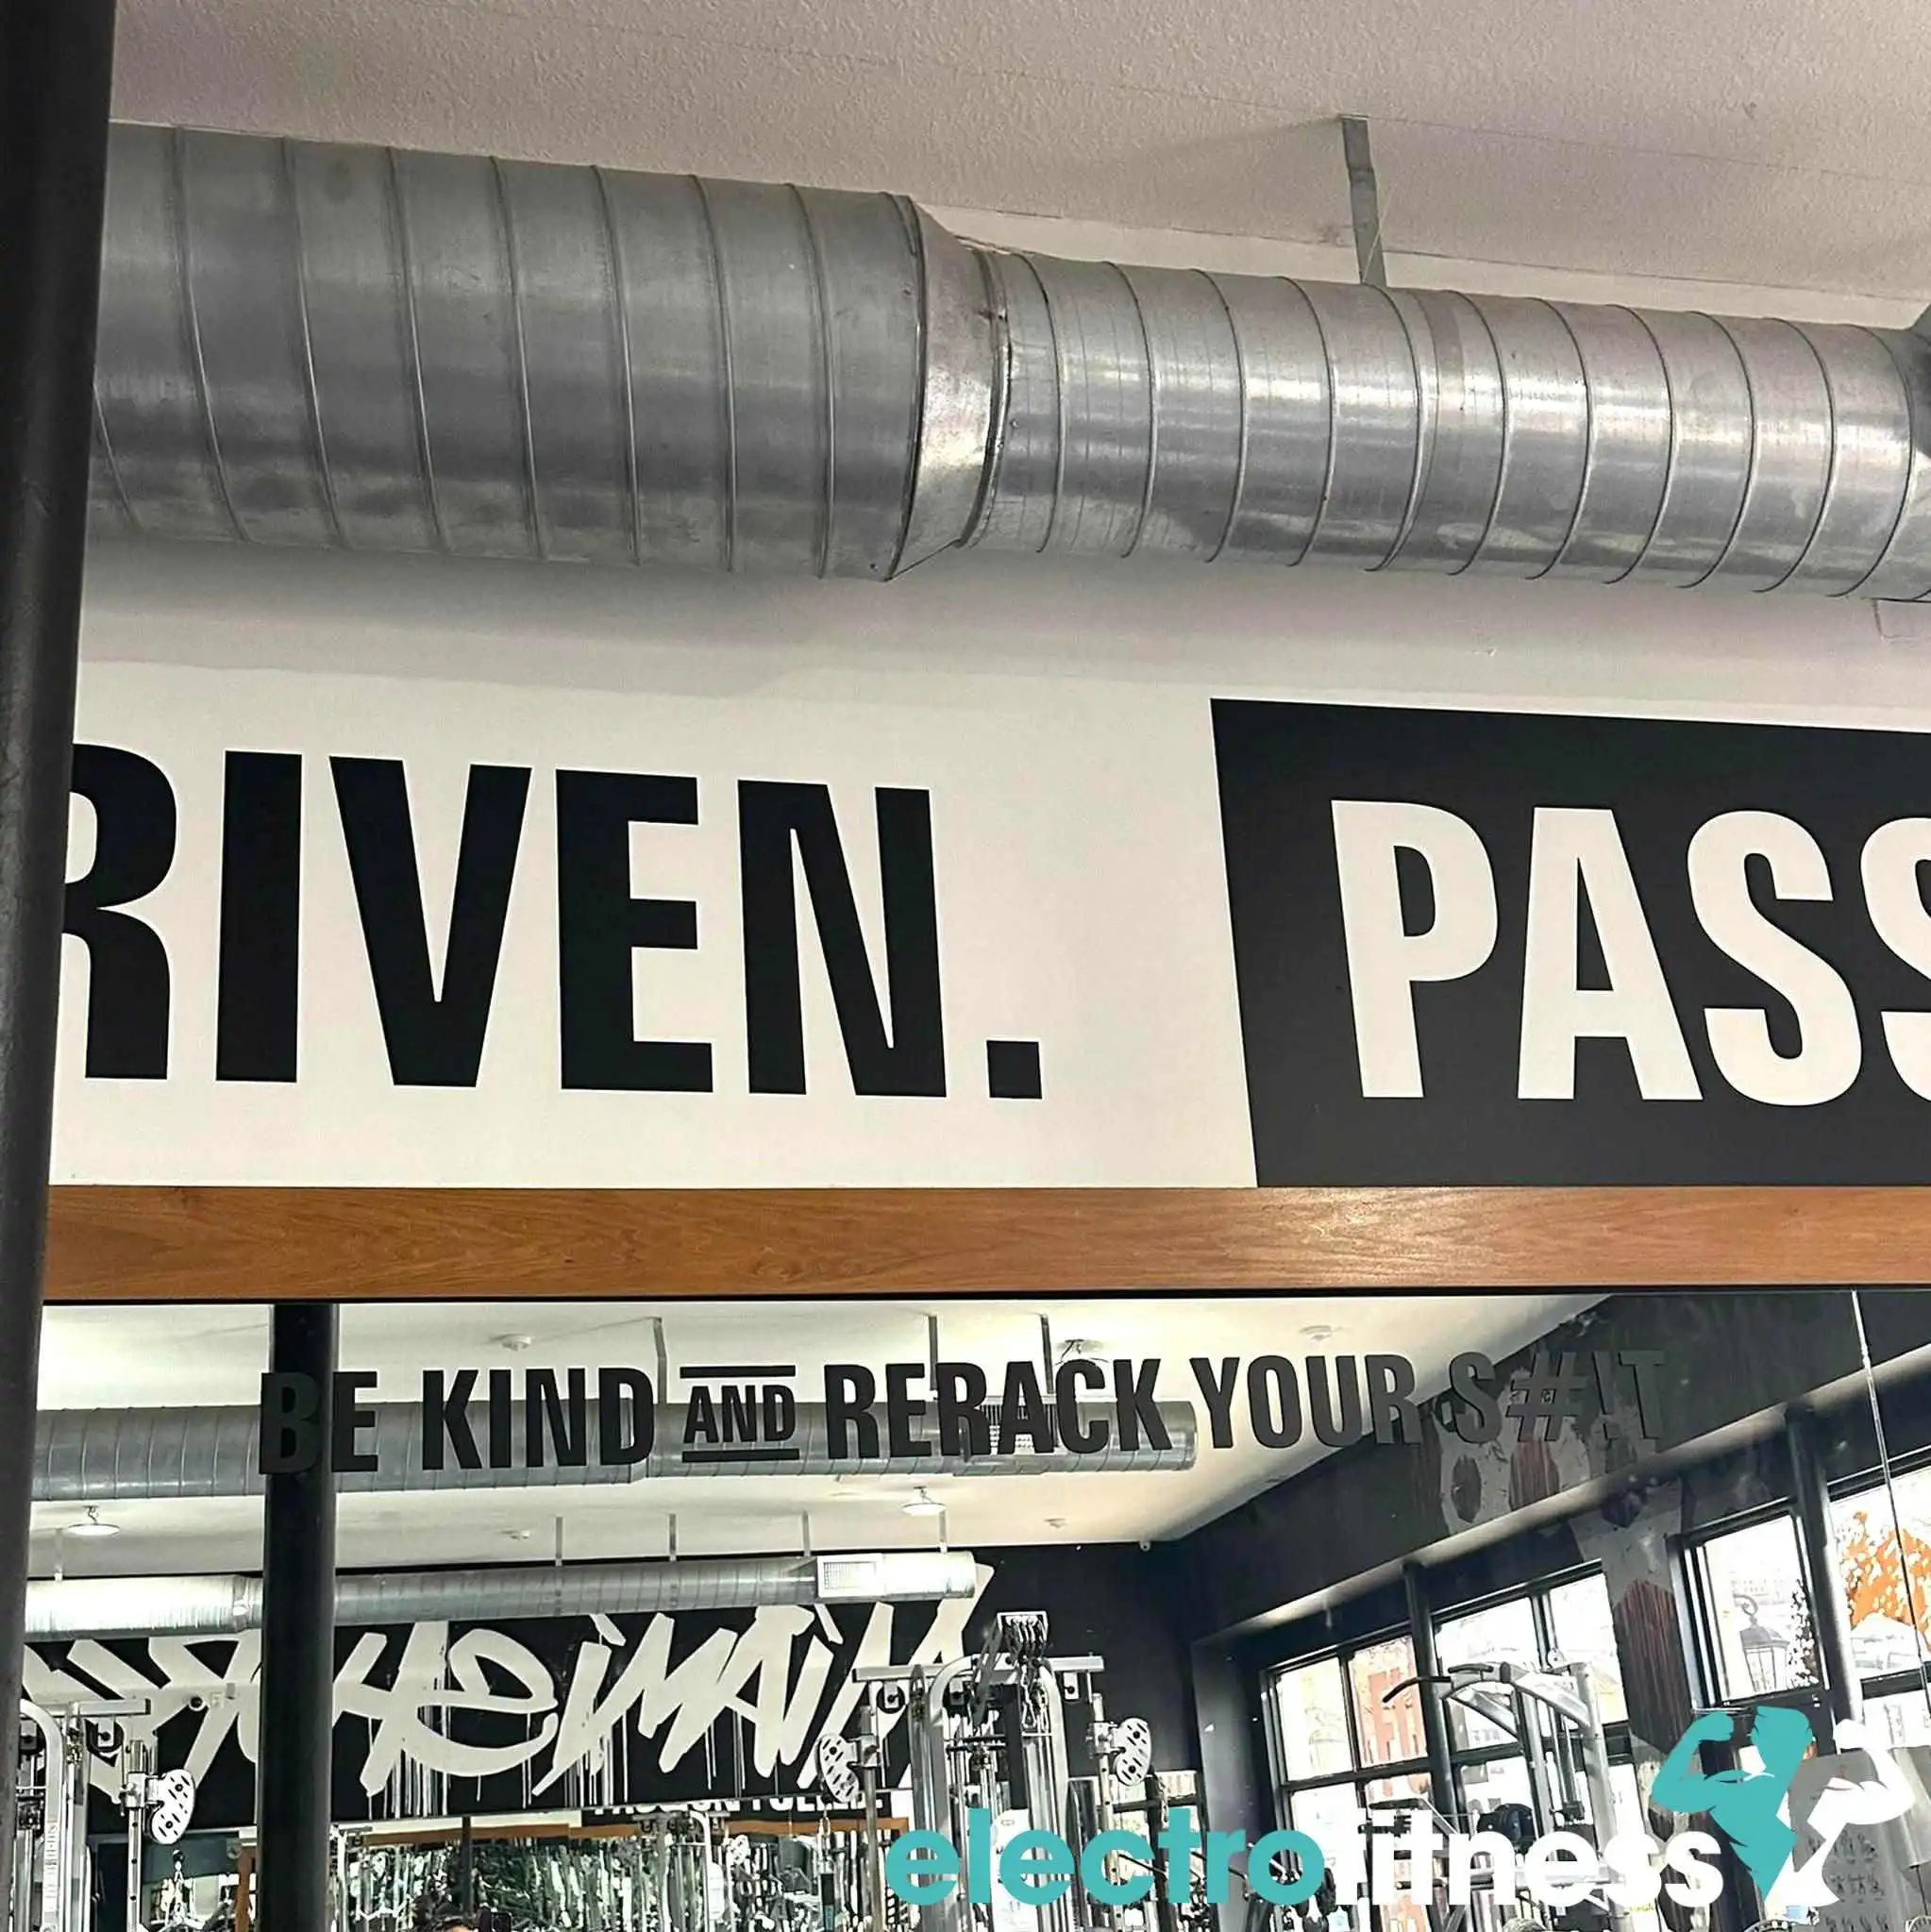 RIVEN. PASS
BE KIND AND RERACK YOUR S#!T
electrofitness